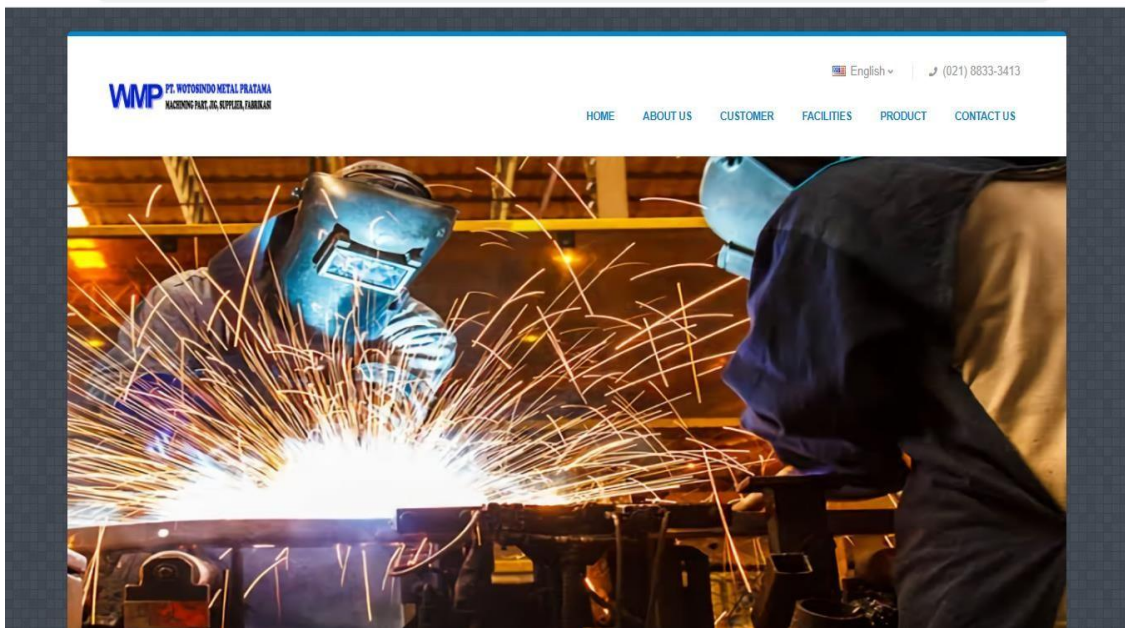 English
(021) 8833-3413
WMP
PT. WOTOSINDO METAL PRATAMA
MACHINING PART, JIG, SUPPLIER, FABRIKASI
HOME ABOUT US CUSTOMER FACILITIES PRODUCT CONTACT US